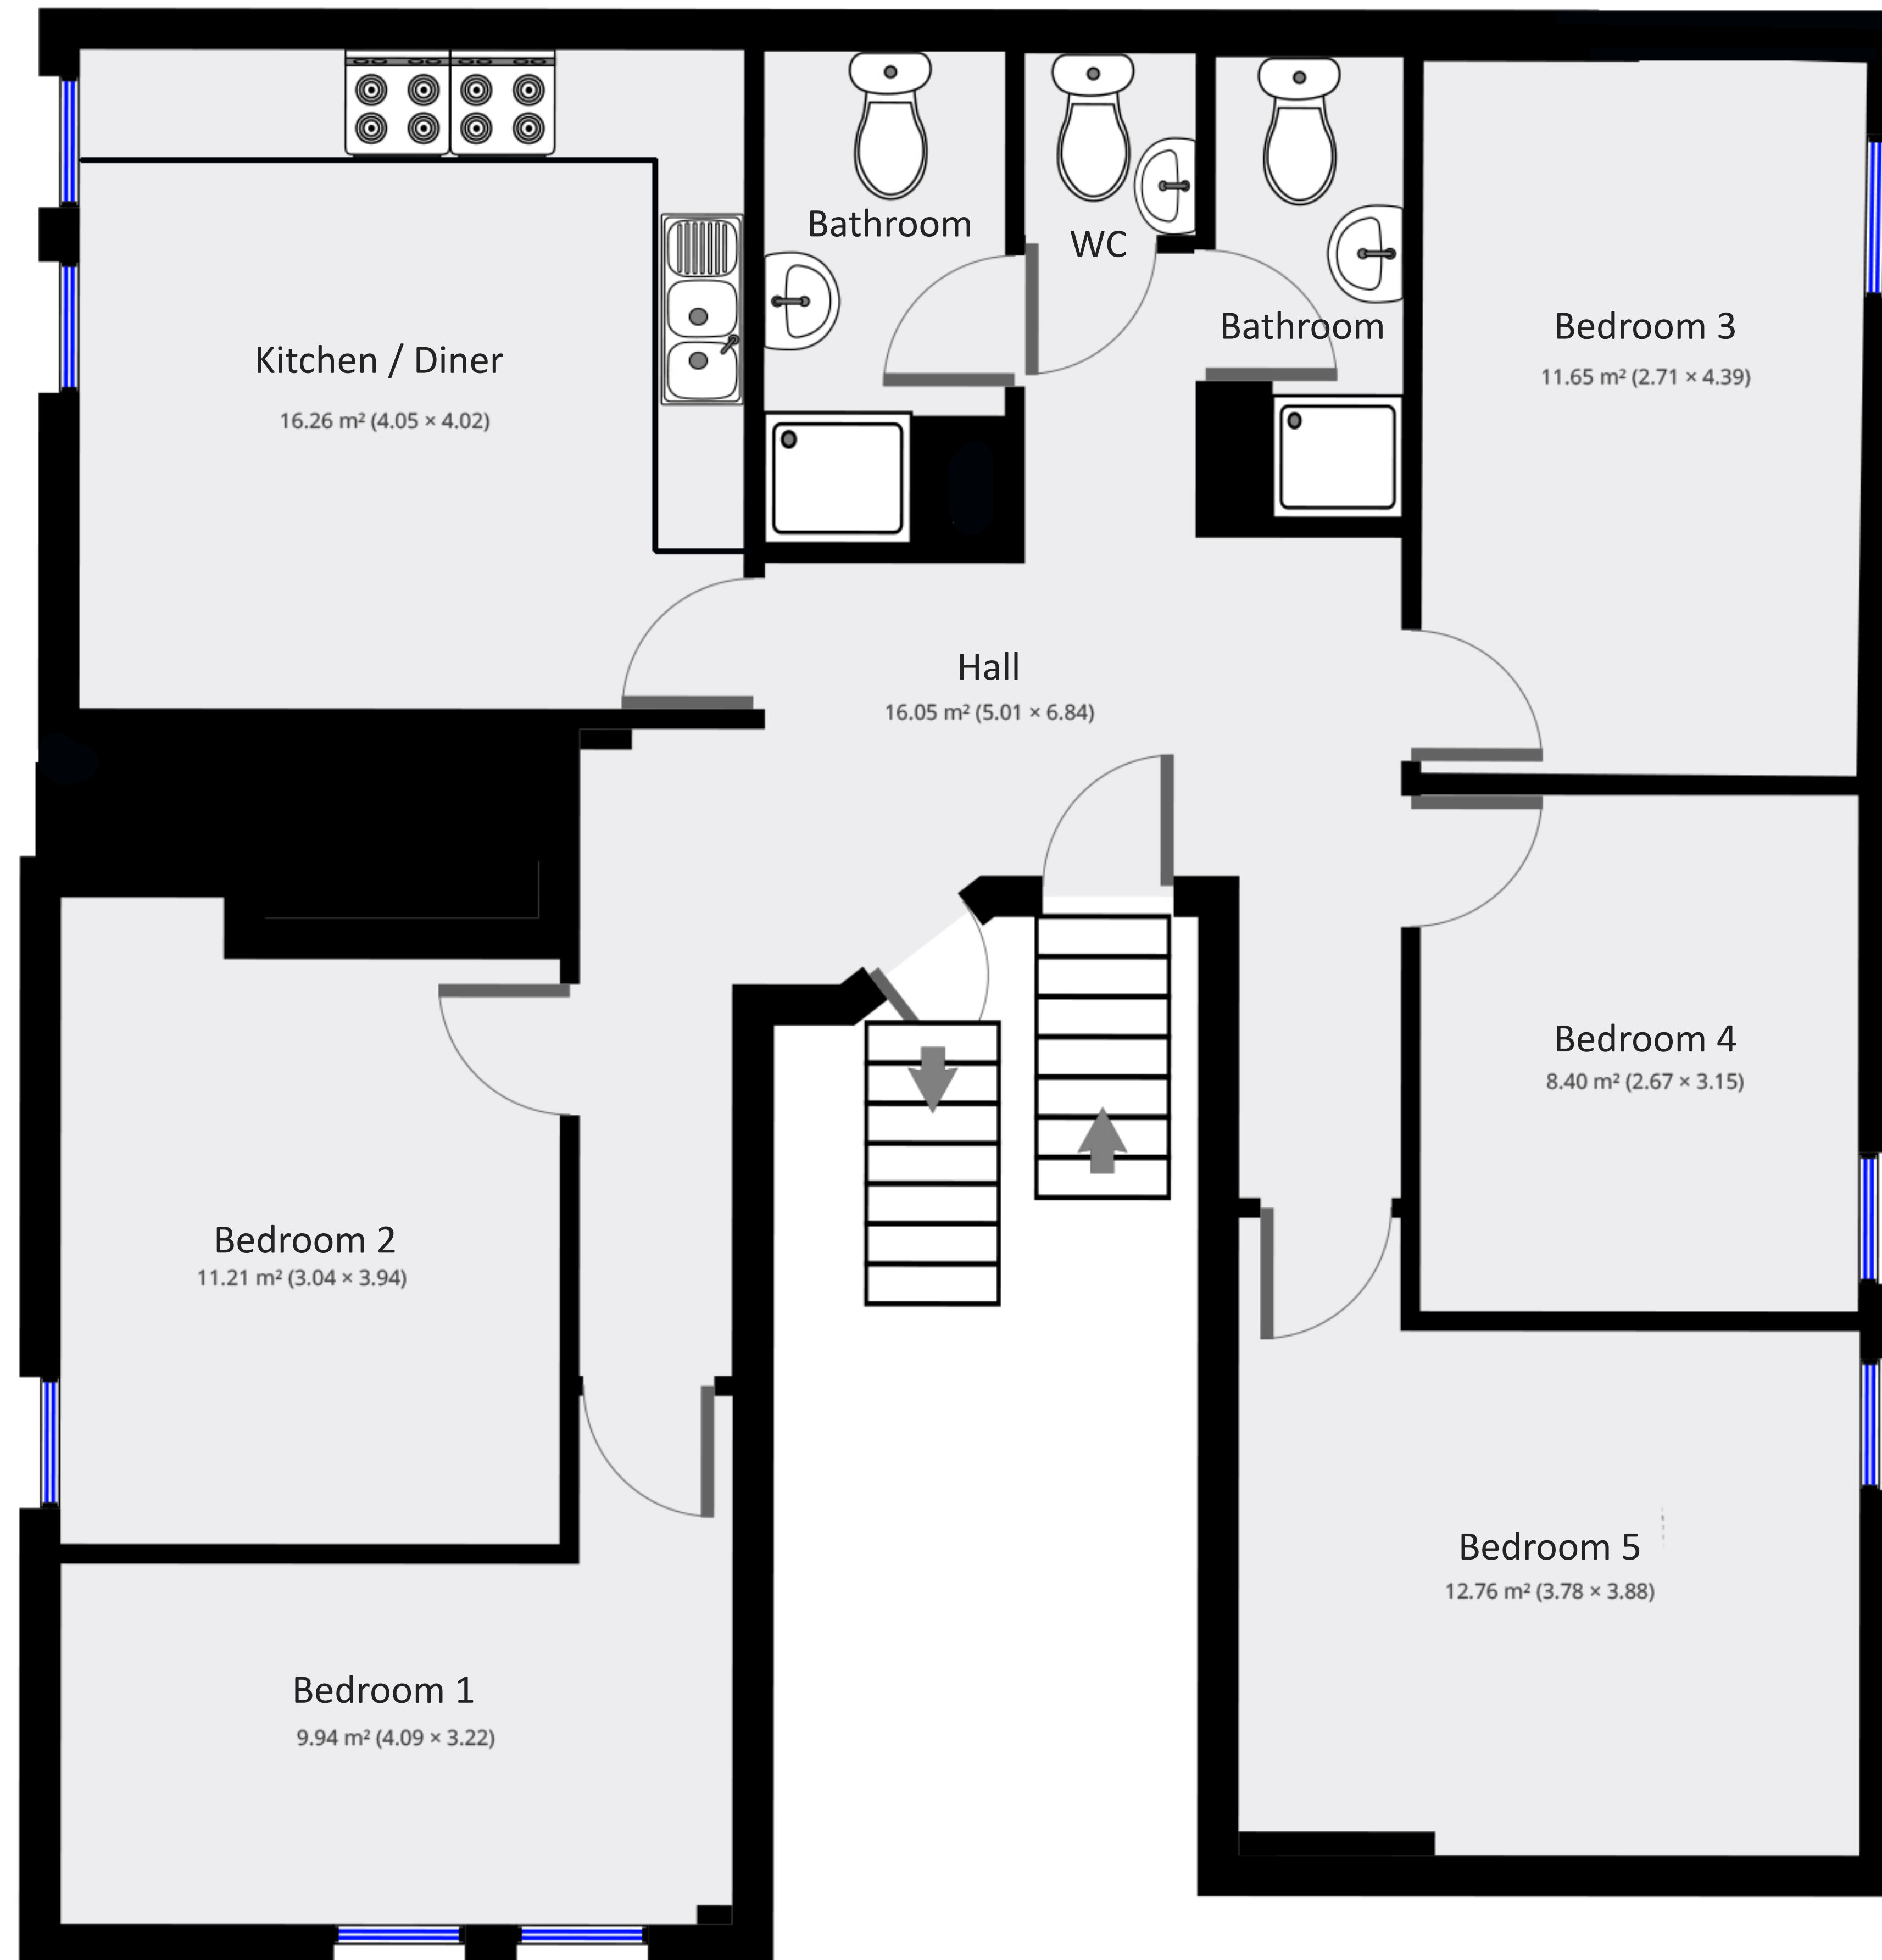 Bathroom
WC
Bathroom
Kitchen / Diner
16.26 m² (4.05 × 4.02)
Bedroom 3
11.65 m² (2.71 × 4.39)
Hall
16.05 m² (5.01 × 6.84)
Bedroom 4
8.40 m² (2.67 × 3.15)
Bedroom 2
11.21 m² (3.04 × 3.94)
Bedroom 5
12.76 m² (3.78 × 3.88)
Bedroom 1
9.94 m² (4.09 × 3.22)